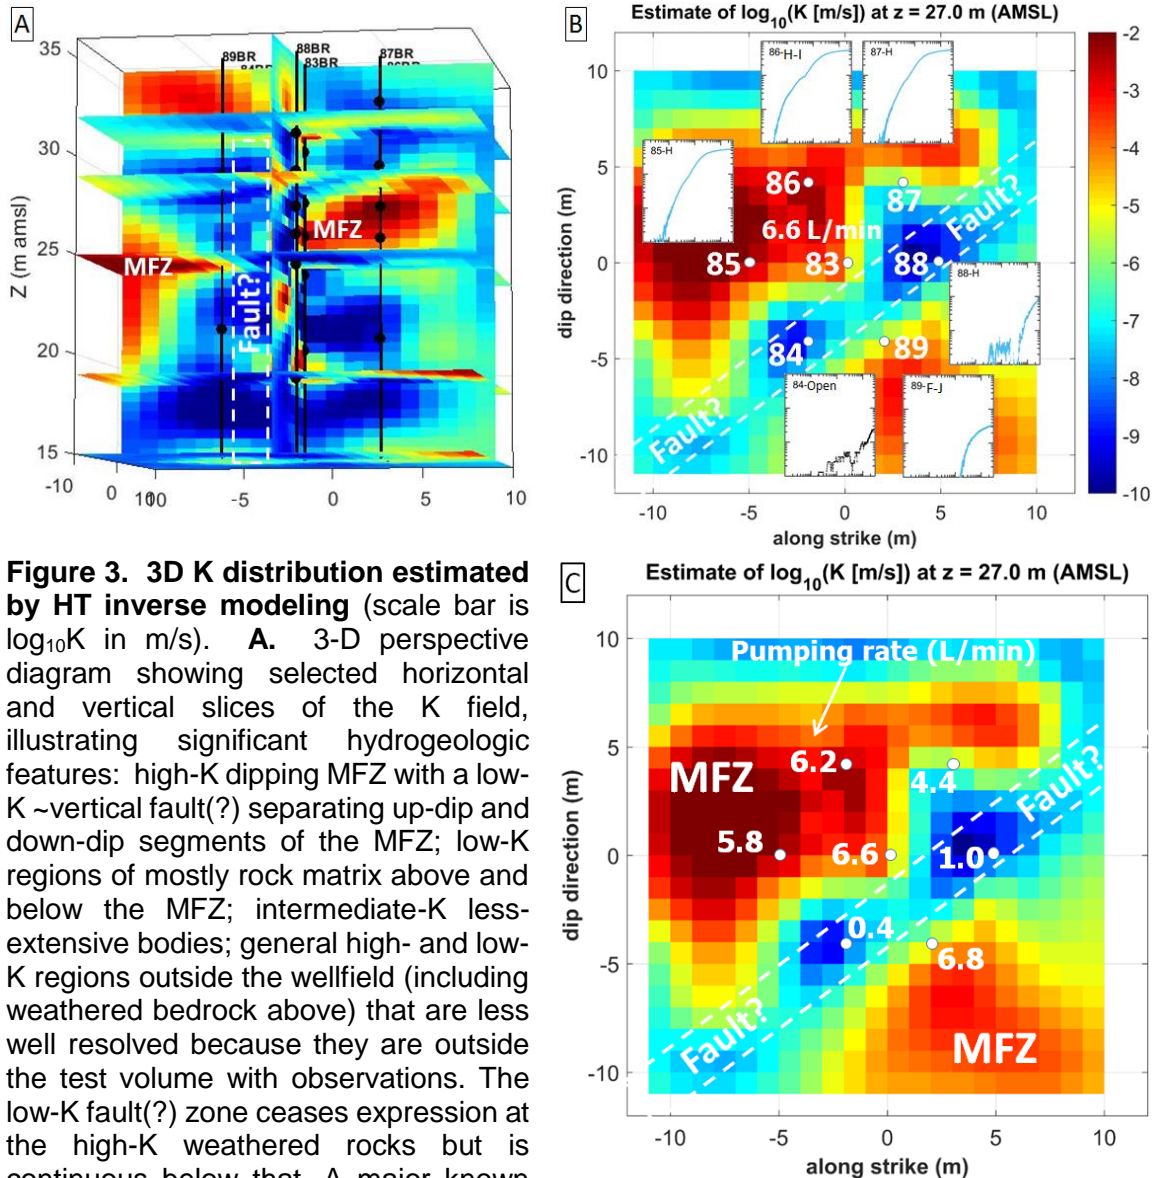 A
35
30
25
20
15
Z (m amsl)
89BR
88BR
83BR
87BR
MFZ
MFZ
Fault?
-10
0
-5
0
5
10
B
Estimate of log10(K [m/s]) at z = 27.0 m (AMSL)
10
5
0
-5
-10
dip direction (m)
86-H-I
87-H
85-H
88-H
84-Open
89-F-J
86
87
6.6 L/min
85
83
88
84
89
Fault?
Fault?
-10
-5
0
5
10
along strike (m)
-2
-3
-4
-5
-6
-7
-8
-9
-10
Figure 3. 3D K distribution estimated
by HT inverse modeling (scale bar is
log10K in m/s). A. 3-D perspective
diagram showing selected horizontal
and vertical slices of the K field,
illustrating significant hydrogeologic
features: high-K dipping MFZ with a low-
K ~vertical fault(?) separating up-dip and
down-dip segments of the MFZ; low-K
regions of mostly rock matrix above and
below the MFZ; intermediate-K less-
extensive bodies; general high- and low-
K regions outside the wellfield (including
weathered bedrock above) that are less
well resolved because they are outside
the test volume with observations. The
low-K fault(?) zone ceases expression at
the high-K weathered rocks but is
continuous below that. A major known
C
Estimate of log10(K [m/s]) at z = 27.0 m (AMSL)
10
5
0
-5
-10
dip direction (m)
Pumping rate (L/min)
MFZ
6.2
4.4
5.8
6.6
1.0
0.4
6.8
Fault?
Fault?
MFZ
-10
-5
0
5
10
along strike (m)